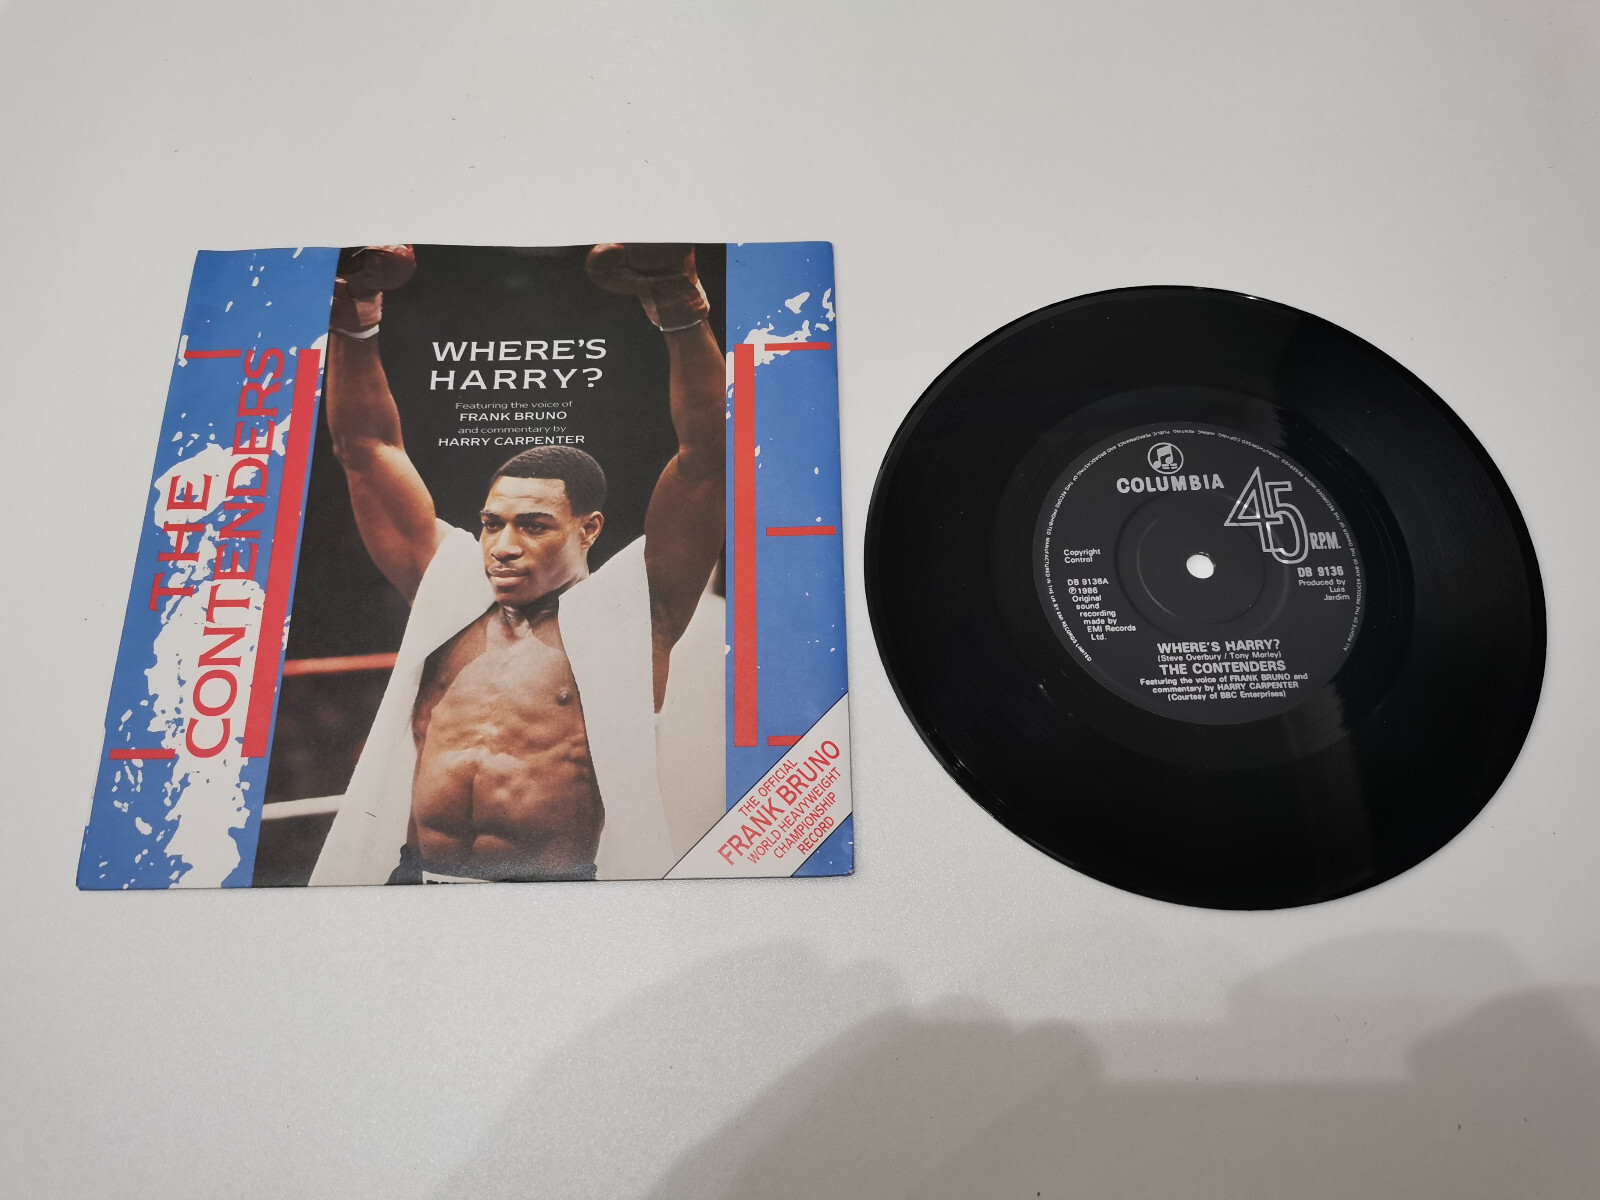 THE
CONTENDERS
WHERE'S
HARRY?
Featuring the voice of
FRANK BRUNO
and commentary by
HARRY CARPENTER
THE OFFICIAL
FRANK BRUNO
WORLD HEAVYWEIGHT
CHAMPIONSHIP
RECORD
COLUMBIA
45
R.P.M.
Copyright
Control
DB 9136A
Ⓟ1986
Original
sound
recording
made by
EMI Records
Ltd.
DB 9136
Produced by
Luis
Jardim
WHERE'S HARRY?
(Steve Overbury / Tony Morley)
THE CONTENDERS
Featuring the voice of FRANK BRUNO and
commentary by HARRY CARPENTER
(Courtesy of BBC Enterprises)